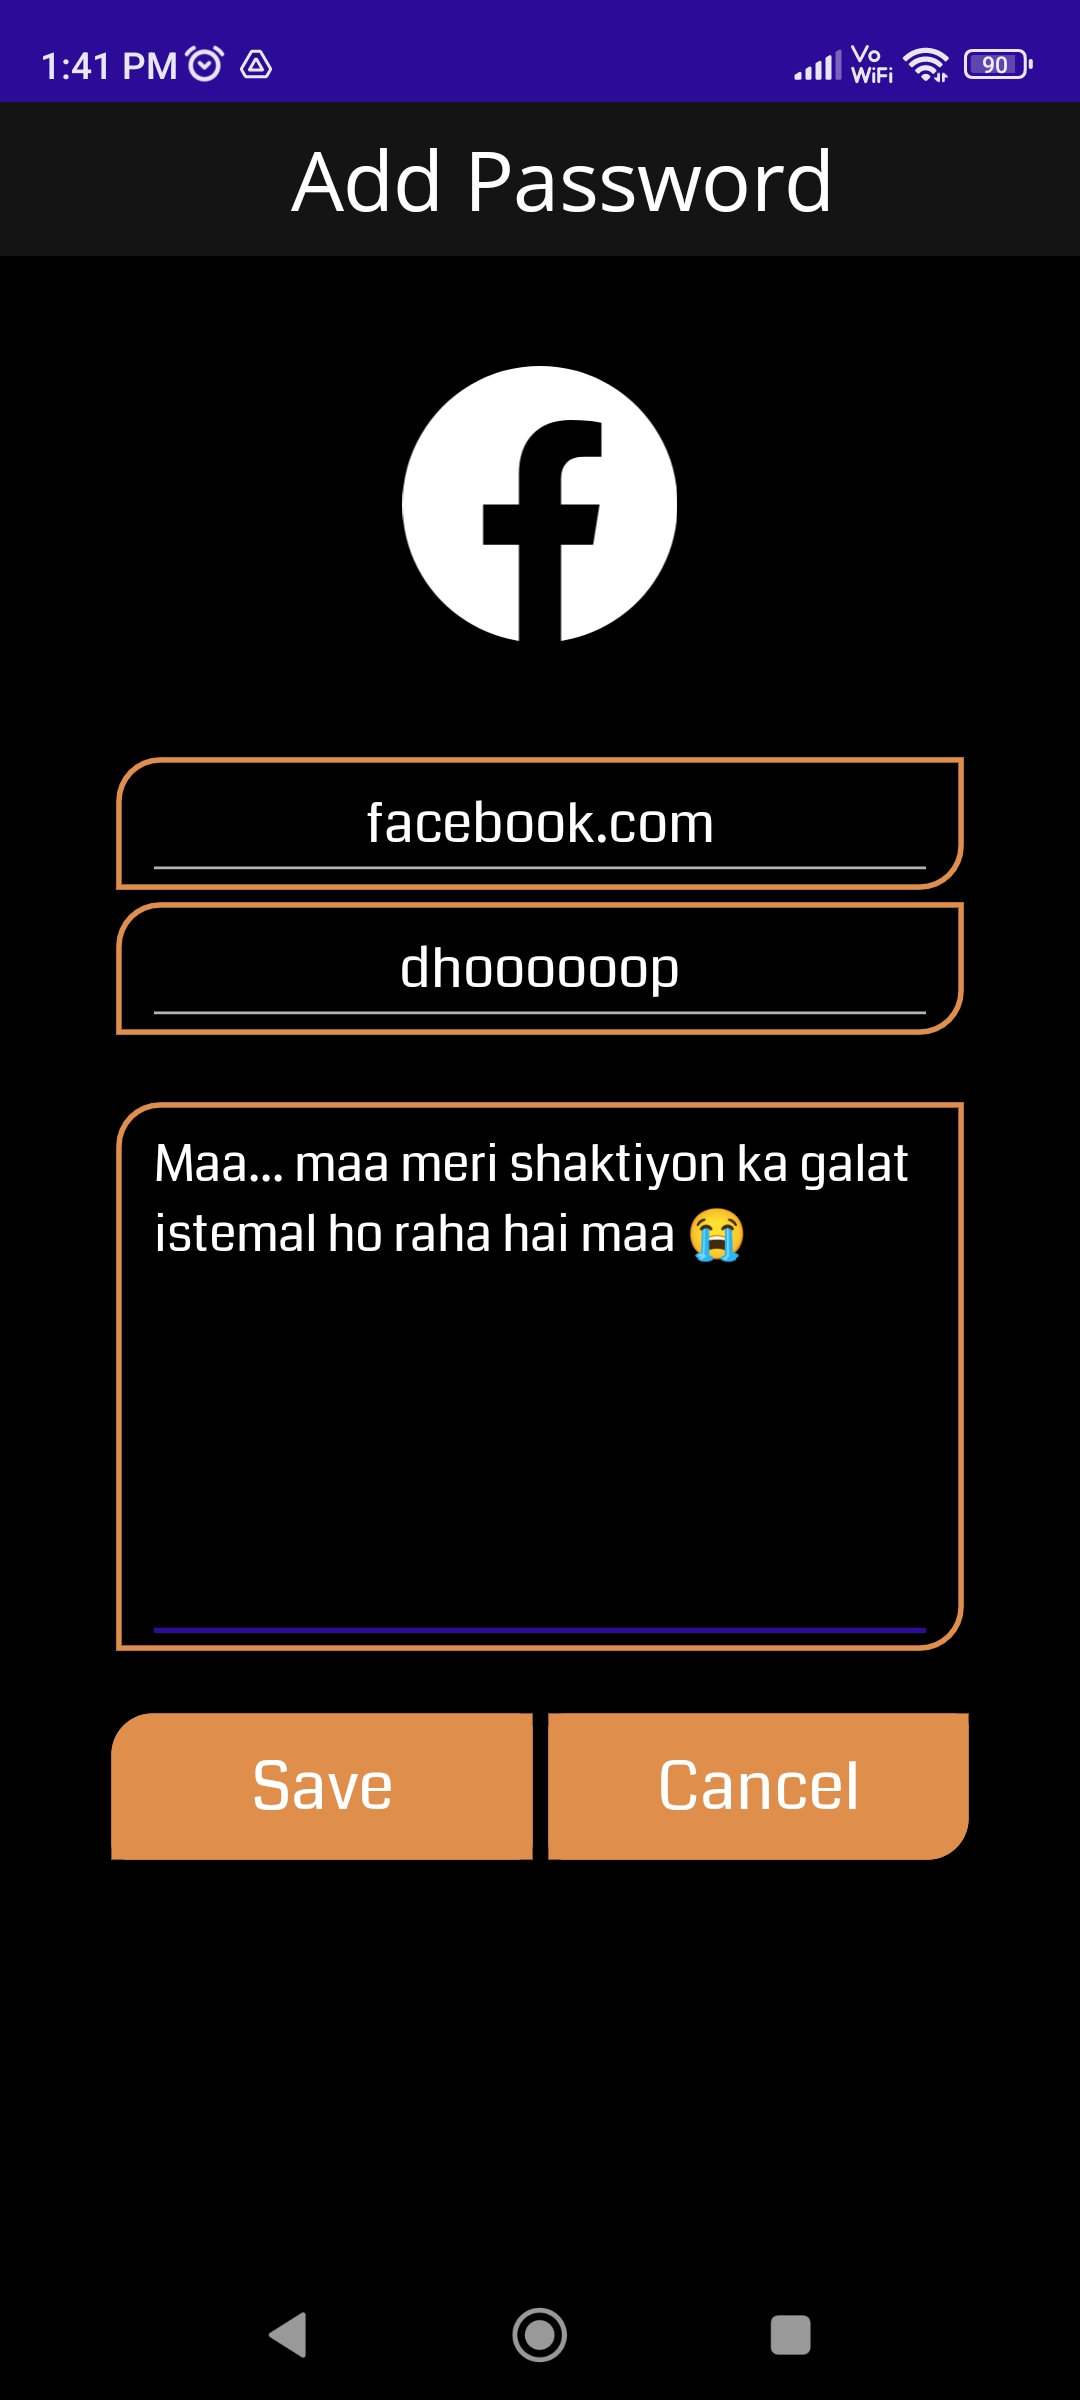 1:41 PM
Vo
WiFi
90
Add Password
facebook.com
dhoooooop
Maa... maa meri shaktiyon ka galat
istemal ho raha hai maa 😭
Save
Cancel